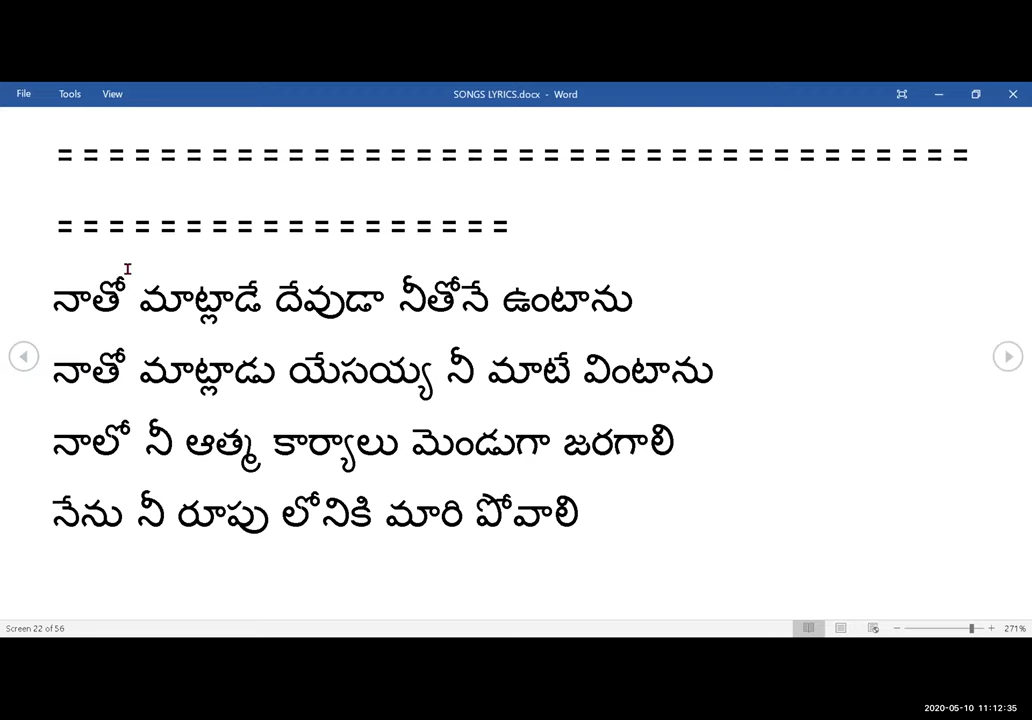 File Tools View SONGS LYRICS.docx - Word
= = = = = = = = = = = = = = = = = = = = = = = = = = = = = = = = = = = =
= = = = = = = = = = = = = = = = = =
నాతో మాట్లాడే దేవుడా నీతోనే ఉంటాను
నాతో మాట్లాడు యేసయ్య నీ మాటే వింటాను
నాలో నీ ఆత్మ కార్యాలు మెండుగా జరగాలి
నేను నీ రూపు లోనికి మారి పోవాలి
Screen 22 of 56 271%
2020-05-10 11:12:35